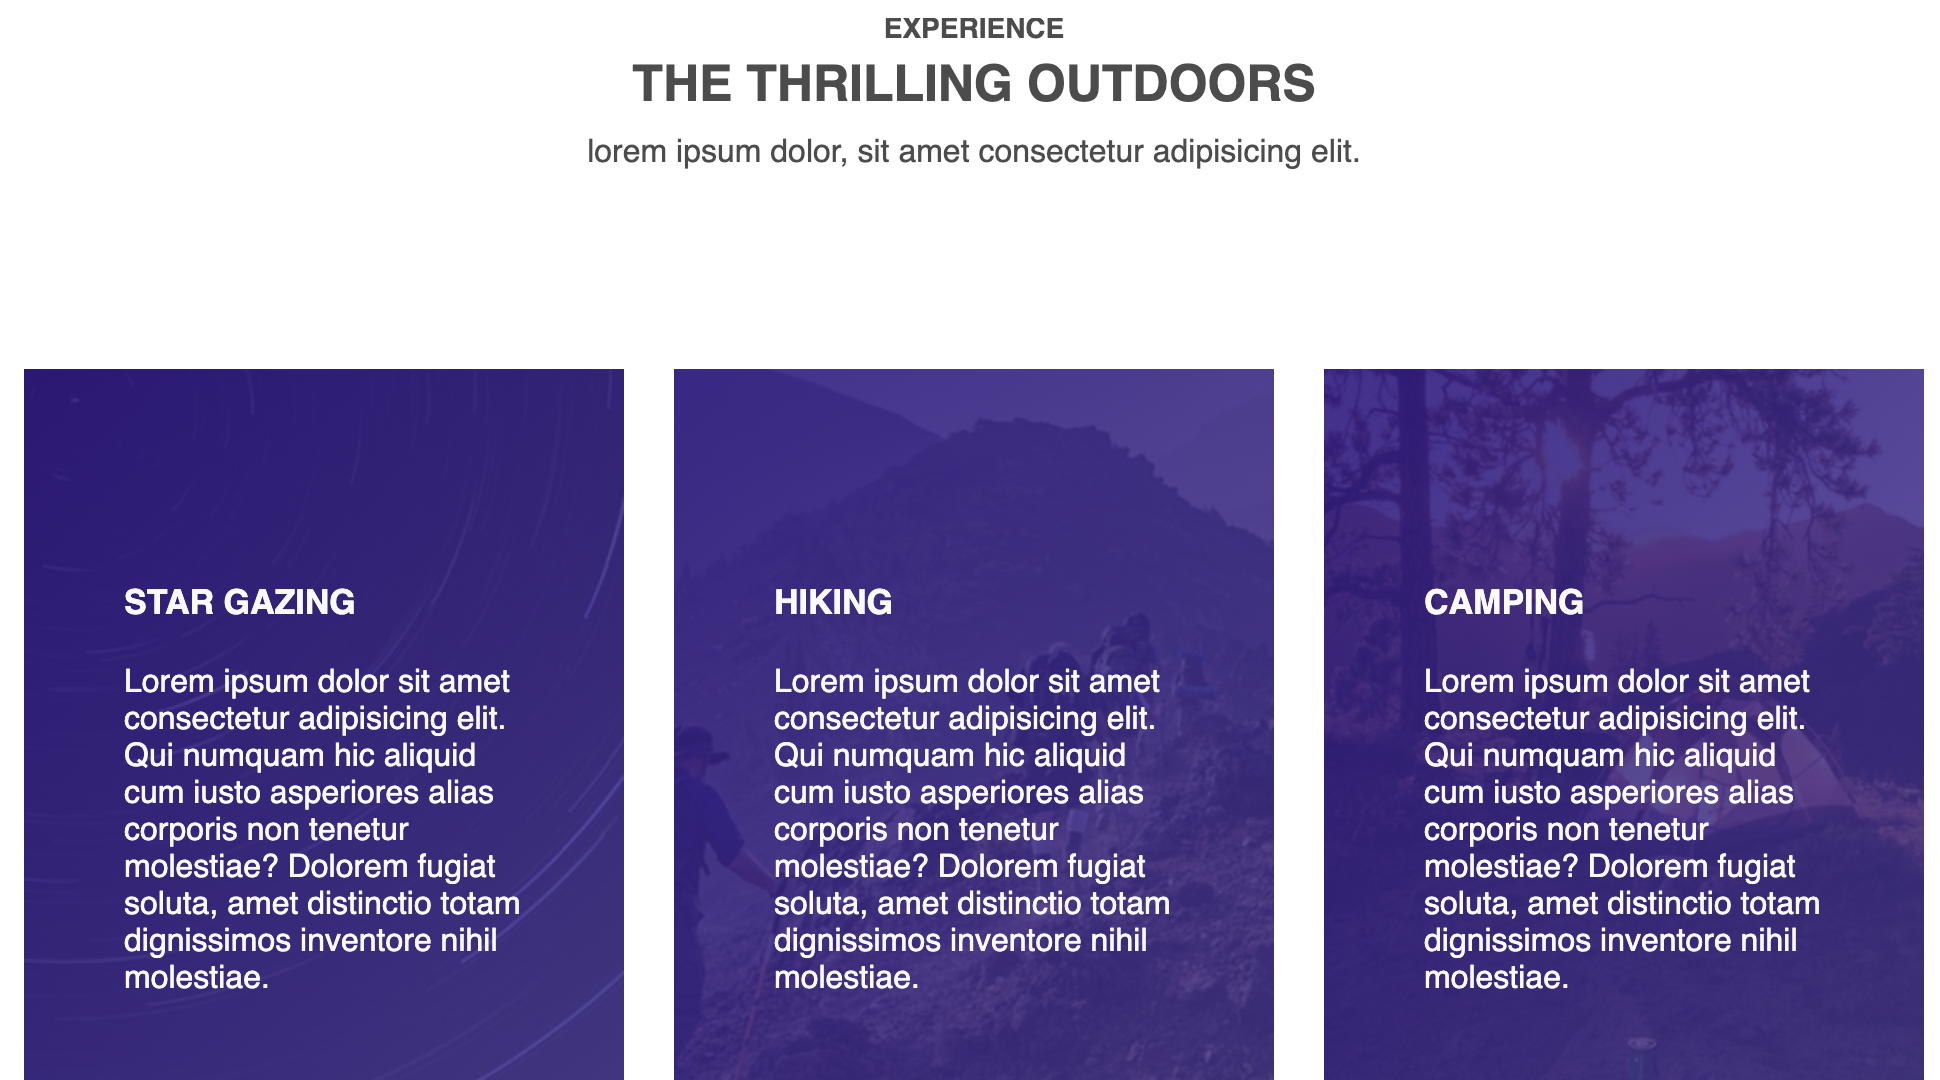 EXPERIENCE
THE THRILLING OUTDOORS
lorem ipsum dolor, sit amet consectetur adipisicing elit.
STAR GAZING
Lorem ipsum dolor sit amet
consectetur adipisicing elit.
Qui numquam hic aliquid
cum iusto asperiores alias
corporis non tenetur
molestiae? Dolorem fugiat
soluta, amet distinctio totam
dignissimos inventore nihil
molestiae.
HIKING
Lorem ipsum dolor sit amet
consectetur adipisicing elit.
Qui numquam hic aliquid
cum iusto asperiores alias
corporis non tenetur
molestiae? Dolorem fugiat
soluta, amet distinctio totam
dignissimos inventore nihil
molestiae.
CAMPING
Lorem ipsum dolor sit amet
consectetur adipisicing elit.
Qui numquam hic aliquid
cum iusto asperiores alias
corporis non tenetur
molestiae? Dolorem fugiat
soluta, amet distinctio totam
dignissimos inventore nihil
molestiae.